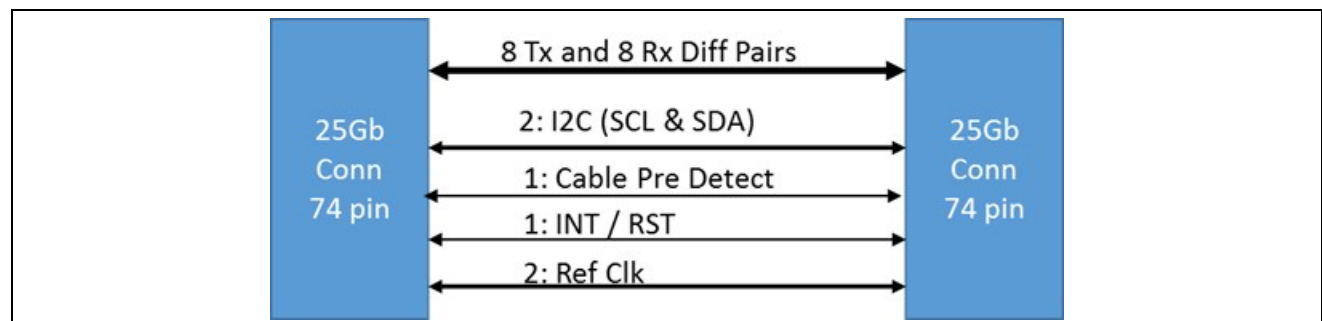 8 Tx and 8 Rx Diff Pairs
25Gb
Conn
74 pin
2: I2C (SCL & SDA)
1: Cable Pre Detect
1: INT / RST
2: Ref Clk
25Gb
Conn
74 pin